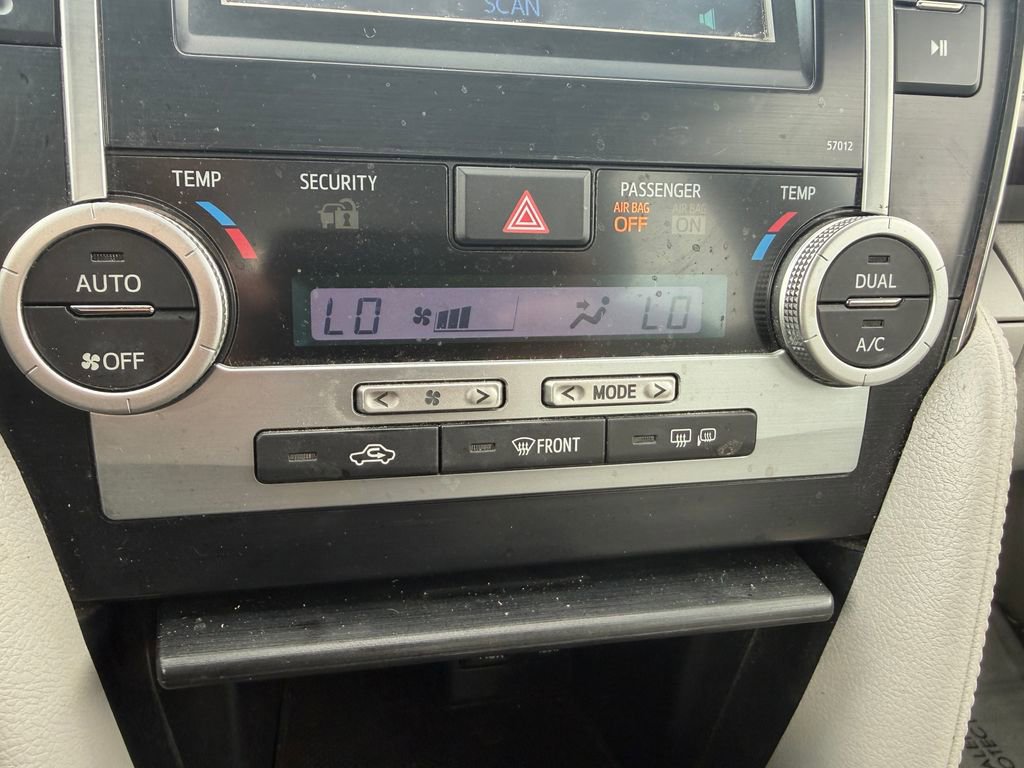 SCAN
57012
TEMP
SECURITY
PASSENGER
AIR BAG
OFF
AIR BAG
ON
TEMP
AUTO
OFF
LO
LO
DUAL
A/C
< >
< MODE >
FRONT